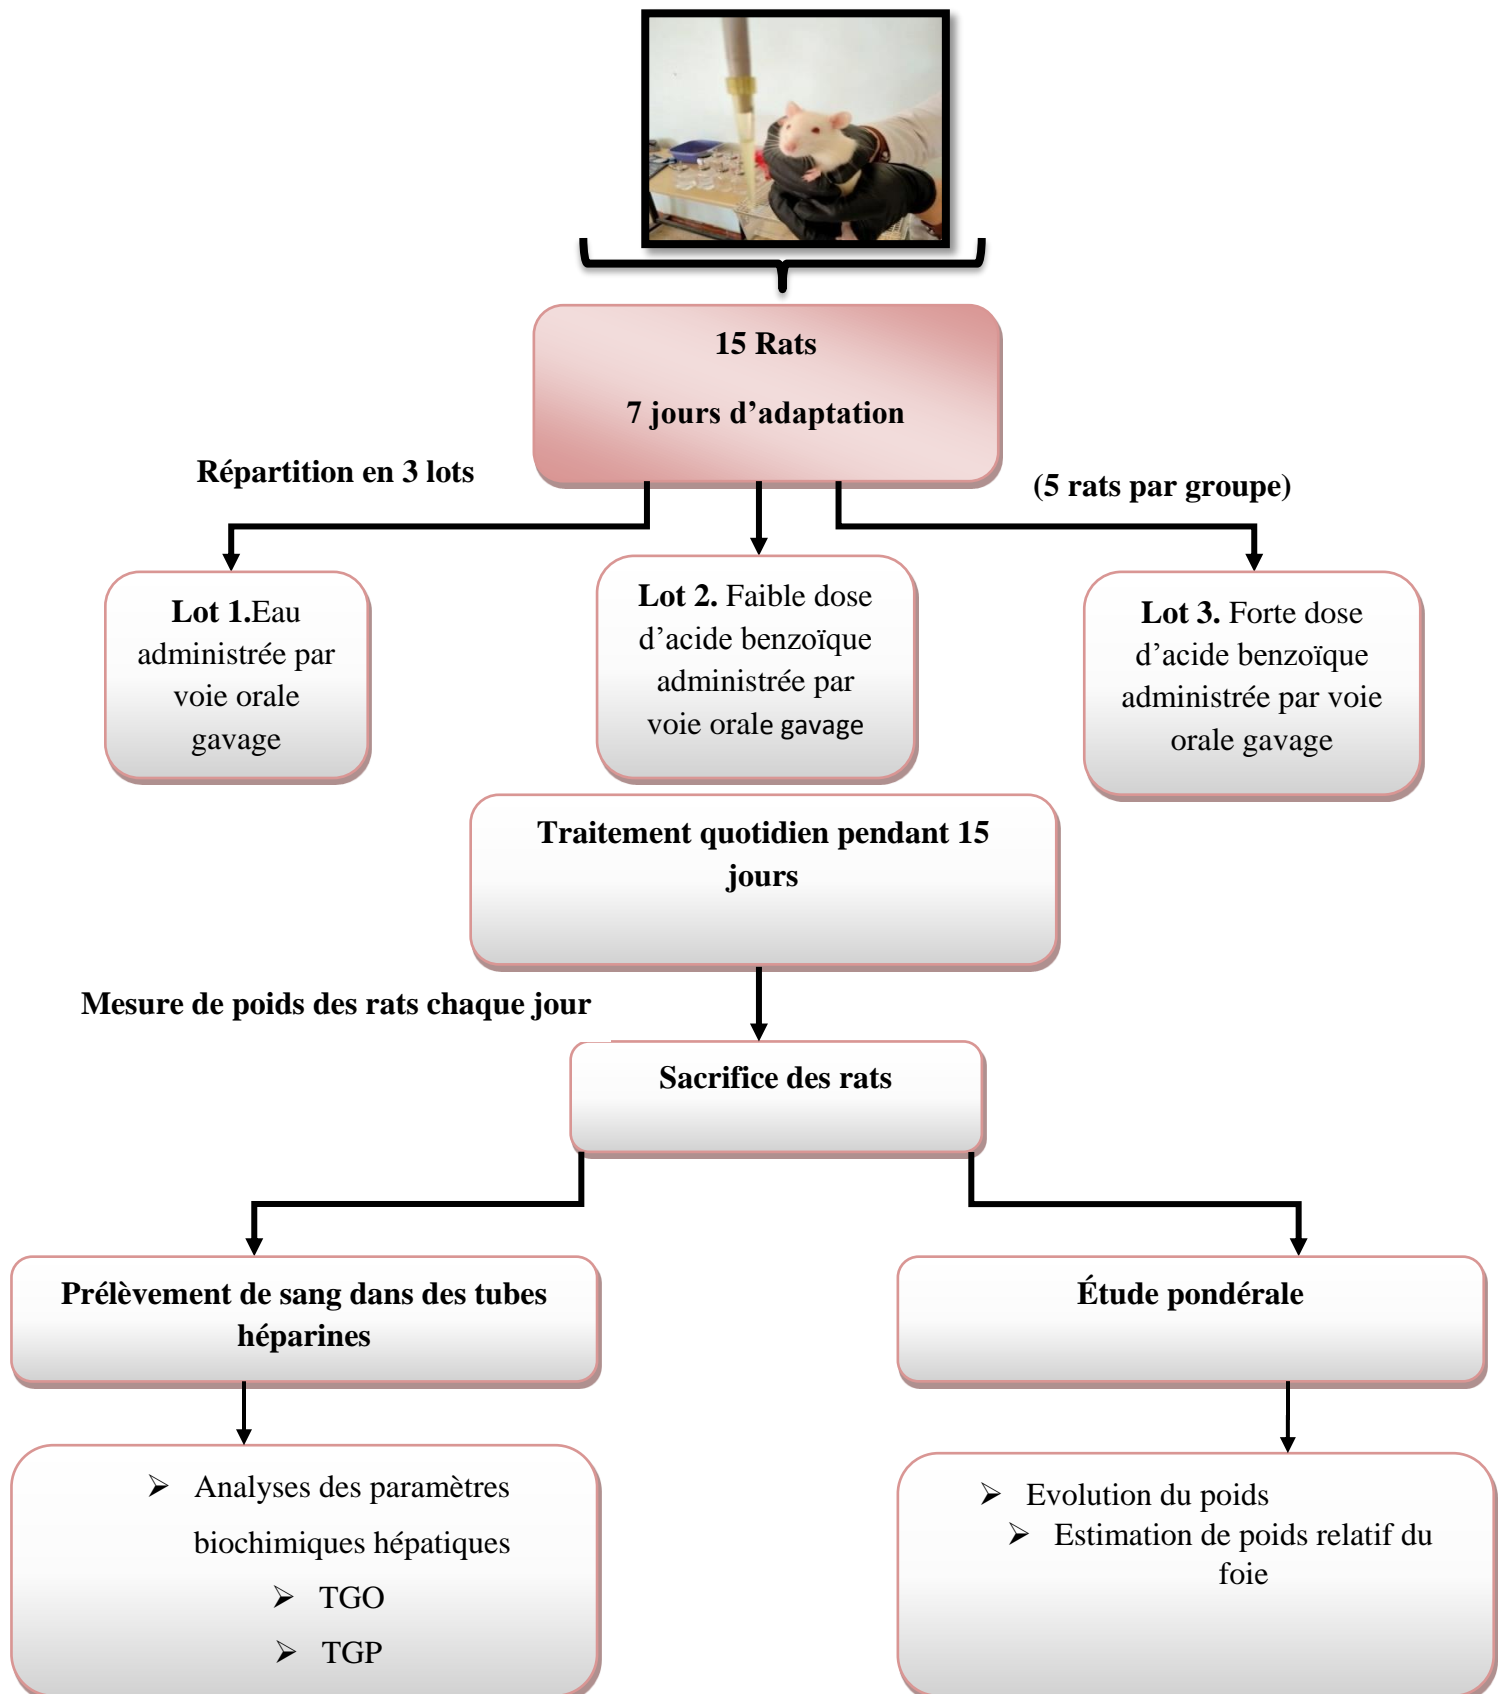 15 Rats
7 jours d’adaptation
Répartition en 3 lots
(5 rats par groupe)
Lot 1.Eau
administrée par
voie orale
gavage
Lot 2. Faible dose
d’acide benzoïque
administrée par
voie orale gavage
Lot 3. Forte dose
d’acide benzoïque
administrée par voie
orale gavage
Traitement quotidien pendant 15
jours
Mesure de poids des rats chaque jour
Sacrifice des rats
Prélèvement de sang dans des tubes
héparines
Étude pondérale
➢ Analyses des paramètres
biochimiques hépatiques
➢ TGO
➢ TGP
➢ Evolution du poids
➢ Estimation de poids relatif du
foie